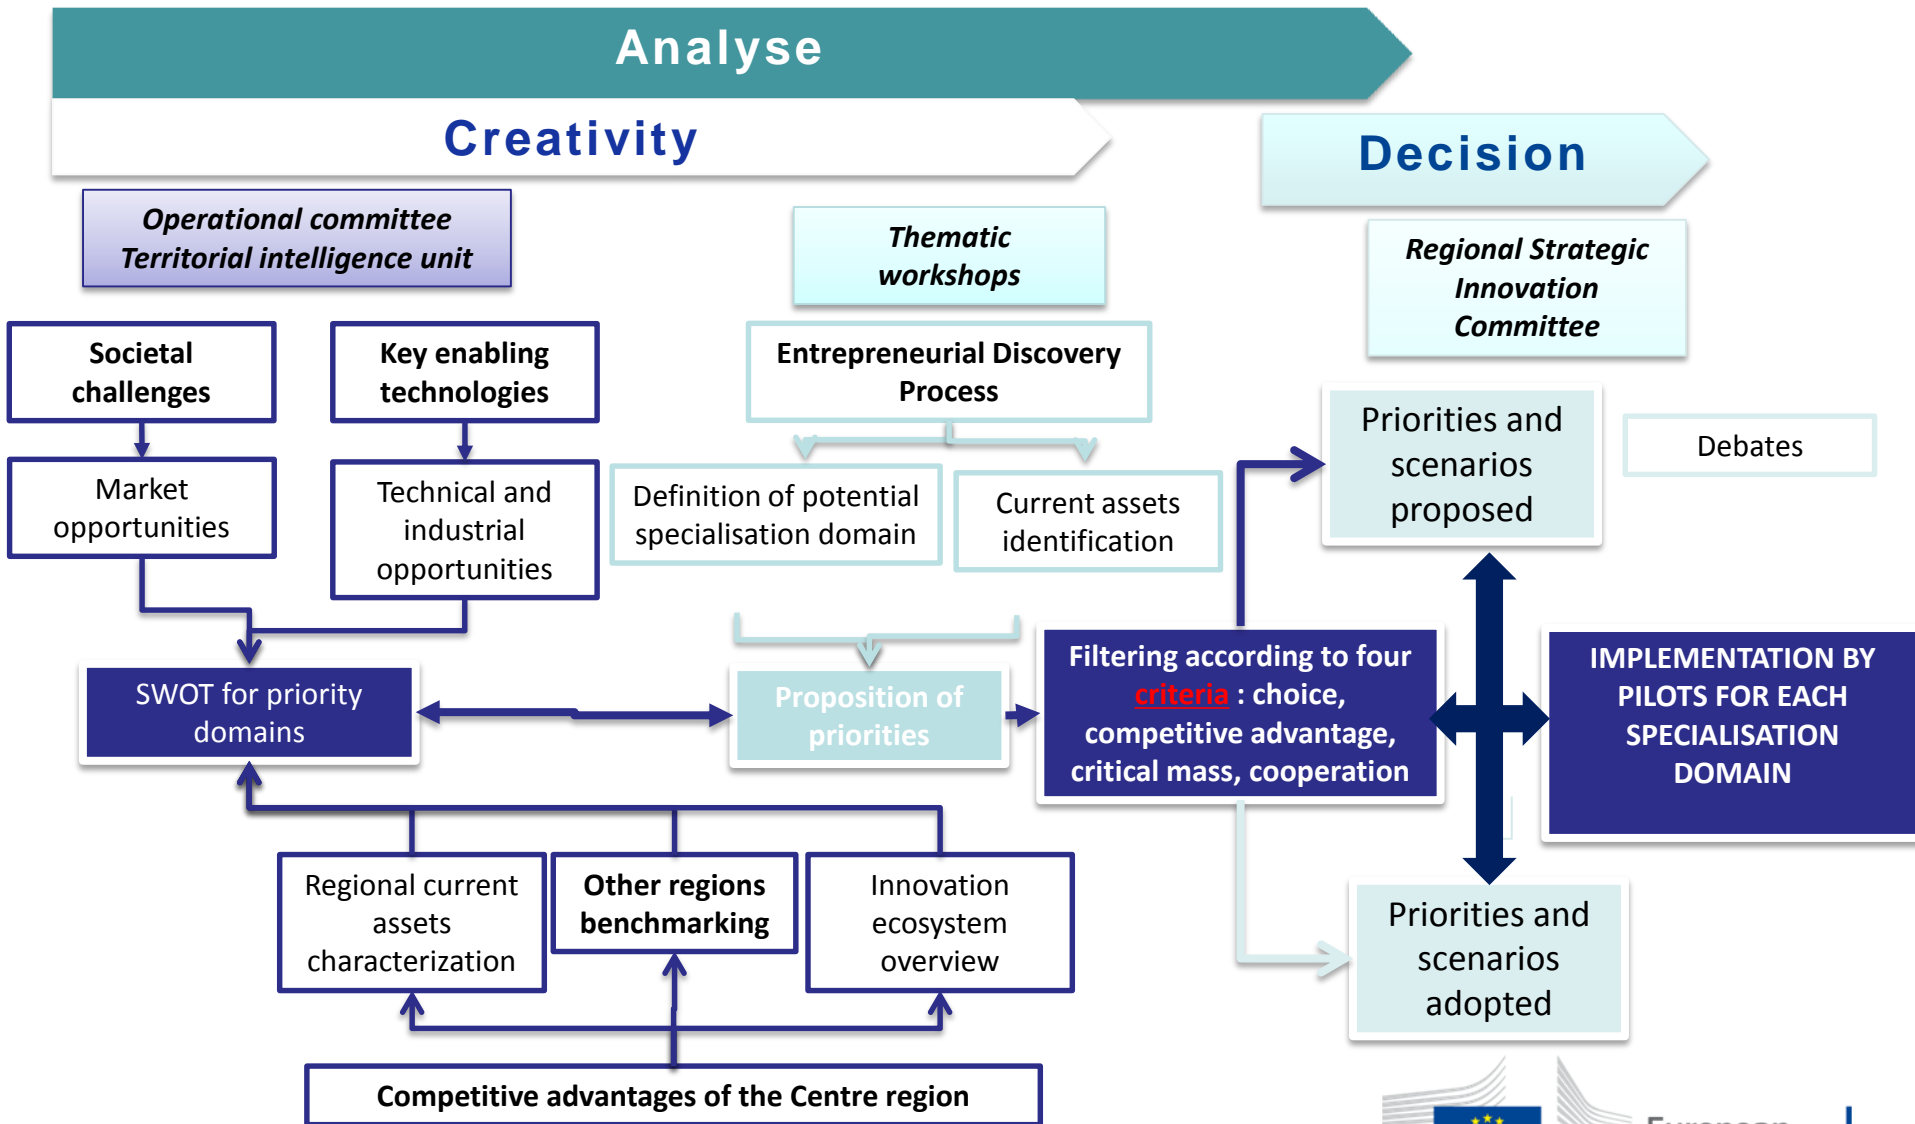 Analyse
Creativity
Decision
Operational committee
Territorial intelligence unit
Thematic
workshops
Regional Strategic
Innovation
Committee
Societal
challenges
Key enabling
technologies
Entrepreneurial Discovery
Process
Priorities and
scenarios
proposed
Debates
Market
opportunities
Technical and
industrial
opportunities
Definition of potential
specialisation domain
Current assets
identification
SWOT for priority
domains
Proposition of
priorities
Filtering according to four
criteria : choice,
competitive advantage,
critical mass, cooperation
IMPLEMENTATION BY
PILOTS FOR EACH
SPECIALISATION
DOMAIN
Regional current
assets
characterization
Other regions
benchmarking
Innovation
ecosystem
overview
Priorities and
scenarios
adopted
Competitive advantages of the Centre region
European